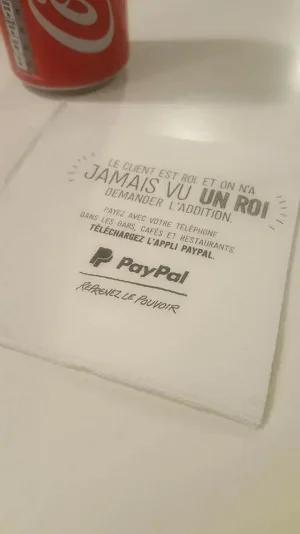 LE CLIENT EST ROI, ET ON N'A
JAMAIS VU UN ROI
DEMANDER L'ADDITION.
PAYEZ AVEC VOTRE TÉLÉPHONE
DANS LES BARS, CAFÉS ET RESTAURANTS.
TÉLÉCHARGEZ L'APPLI PAYPAL.
PayPal
REPRENEZ LE POUVOIR